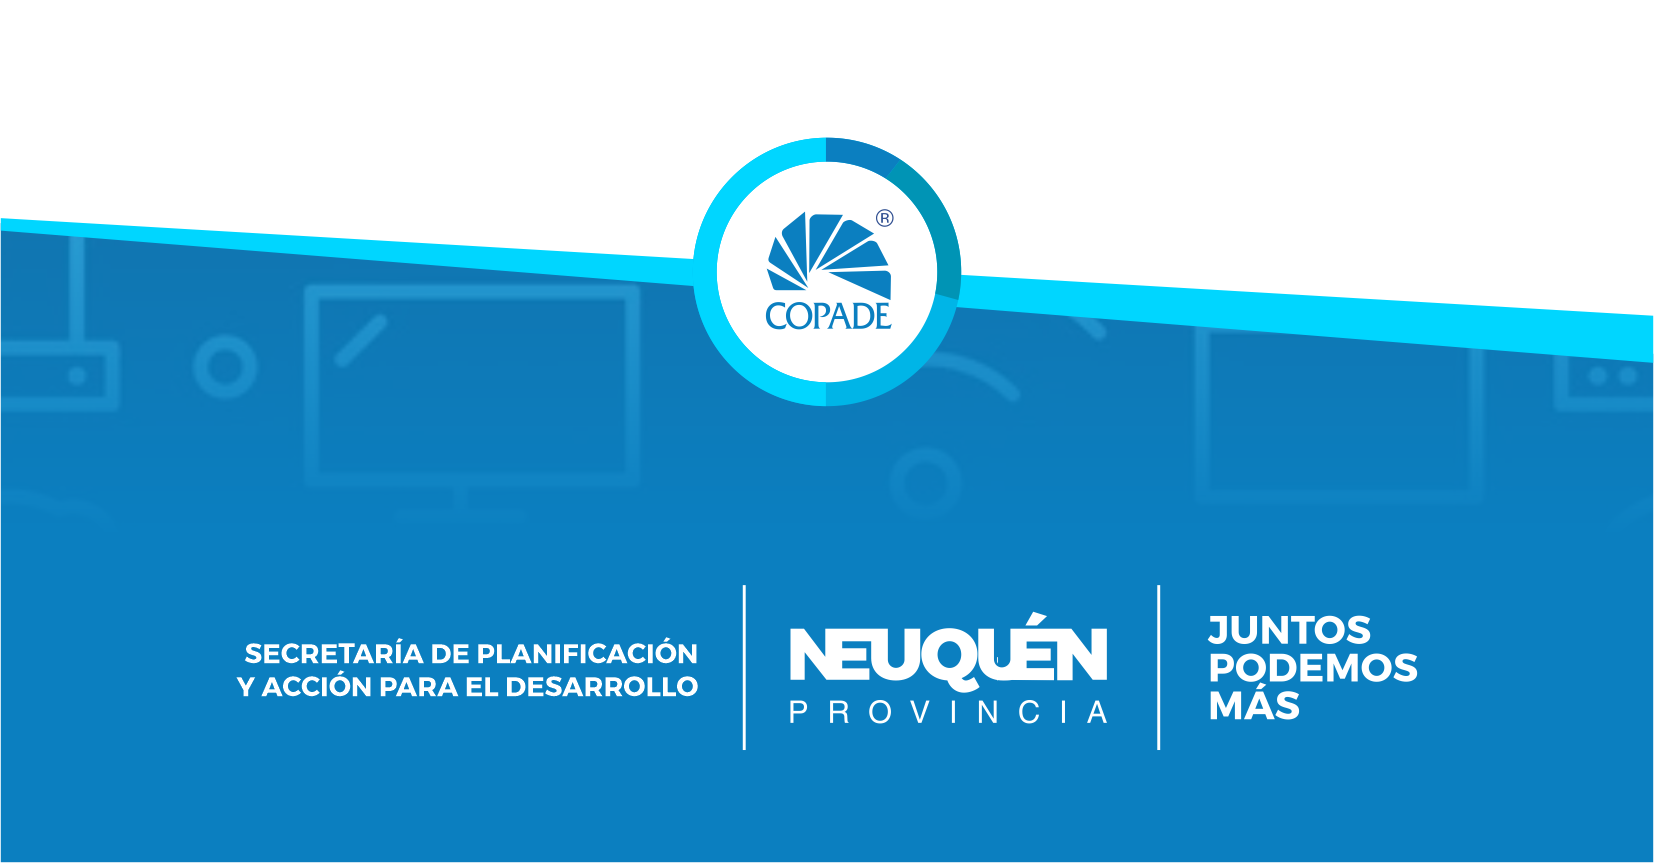 ®
COPADE
SECRETARÍA DE PLANIFICACIÓN
Y ACCIÓN PARA EL DESARROLLO
NEUQUÉN
PROVINCIA
JUNTOS
PODEMOS
MÁS